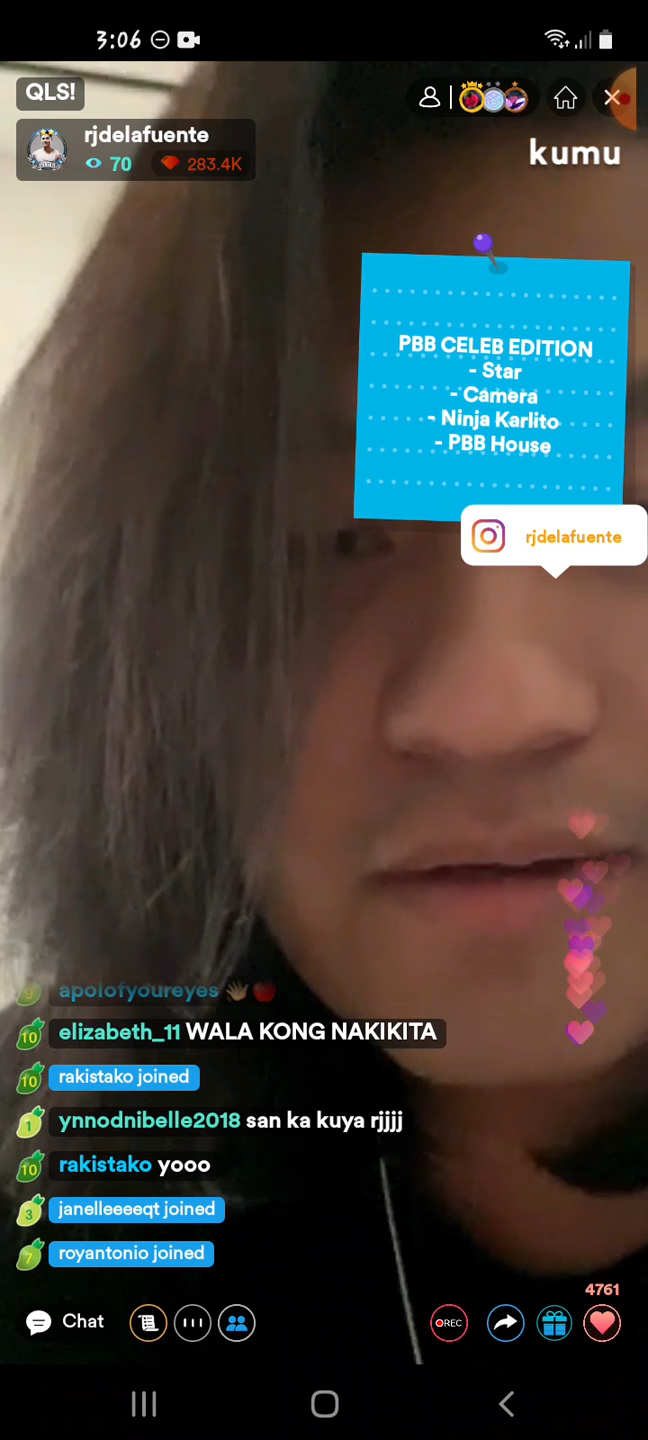 3:06
QLS!
rjdelafuente
70
283.4K
kumu
PBB CELEB EDITION
- Star
- Camera
- Ninja Karlito
- PBB House
rjdelafuente
9 apolofyoureyes 👋🏽🍎
10 elizabeth_11 WALA KONG NAKIKITA
10 rakistako joined
1 ynnodnibelle2018 san ka kuya rjjjj
10 rakistako yooo
3 janelleeeeqt joined
7 royantonio joined
4761
Chat
REC